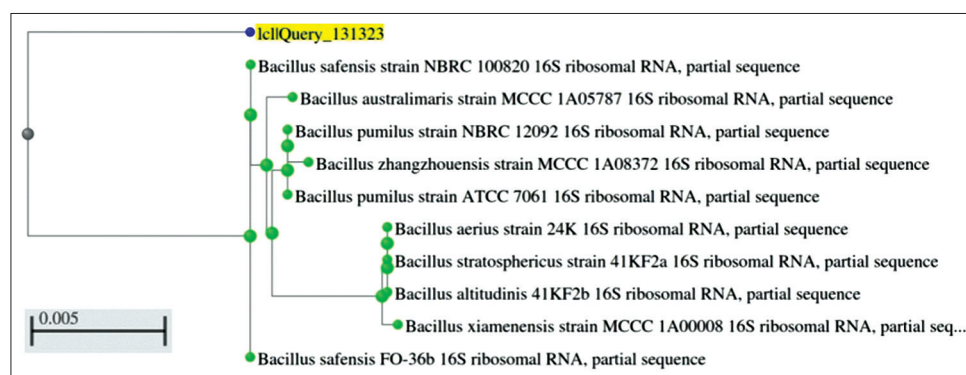 lcl|Query_131323
Bacillus safensis strain NBRC 100820 16S ribosomal RNA, partial sequence
Bacillus australimaris strain MCCC 1A05787 16S ribosomal RNA, partial sequence
Bacillus pumilus strain NBRC 12092 16S ribosomal RNA, partial sequence
Bacillus zhangzhouensis strain MCCC 1A08372 16S ribosomal RNA, partial sequence
Bacillus pumilus strain ATCC 7061 16S ribosomal RNA, partial sequence
Bacillus aerius strain 24K 16S ribosomal RNA, partial sequence
Bacillus stratosphericus strain 41KF2a 16S ribosomal RNA, partial sequence
Bacillus altitudinis 41KF2b 16S ribosomal RNA, partial sequence
Bacillus xiamenensis strain MCCC 1A00008 16S ribosomal RNA, partial seq...
0.005
Bacillus safensis FO-36b 16S ribosomal RNA, partial sequence